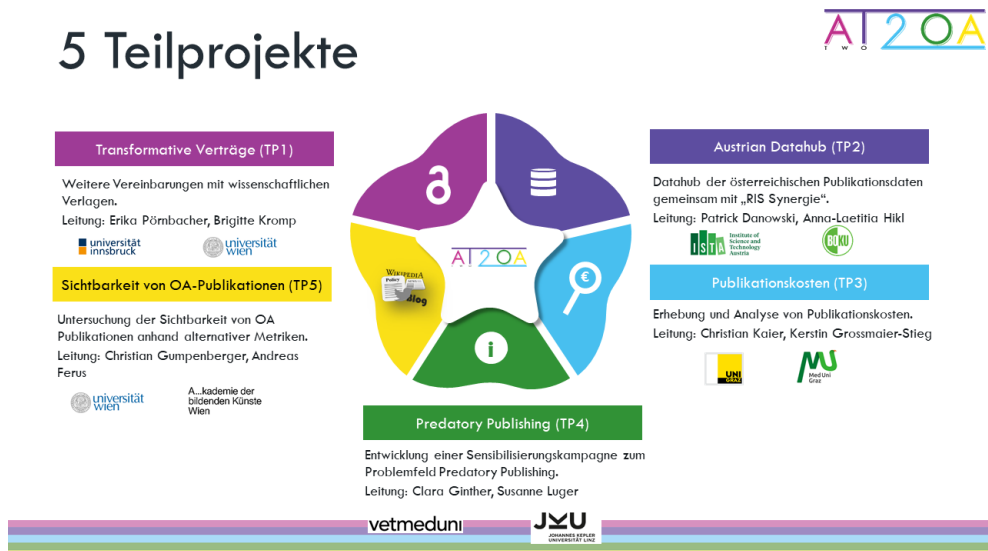 5 Teilprojekte
AT2OA
TWO
Transformative Verträge (TP1)
Weitere Vereinbarungen mit wissenschaftlichen
Verlagen.
Leitung: Erika Pörnbacher, Brigitte Kromp
universität
innsbruck
universität
wien
Austrian Datahub (TP2)
Datahub der österreichischen Publikationsdaten
gemeinsam mit „RIS Synergie“.
Leitung: Patrick Danowski, Anna-Laetitia Hikl
ISTA
Institute of
Science and
Technology
Austria
BOKU
Sichtbarkeit von OA-Publikationen (TP5)
Untersuchung der Sichtbarkeit von OA
Publikationen anhand alternativer Metriken.
Leitung: Christian Gumpenberger, Andreas
Ferus
universität
wien
A...kademie der
bildenden Künste
Wien
AT2OA
WIKIPEDIA
Policy
Blog
€
i
Publikationskosten (TP3)
Erhebung und Analyse von Publikationskosten.
Leitung: Christian Kaier, Kerstin Grossmaier-Stieg
UNI
GRAZ
Med Uni
Graz
Predatory Publishing (TP4)
Entwicklung einer Sensibilisierungskampagne zum
Problemfeld Predatory Publishing.
Leitung: Clara Ginther, Susanne Luger
vetmeduni
JKU
JOHANNES KEPLER
UNIVERSITÄT LINZ